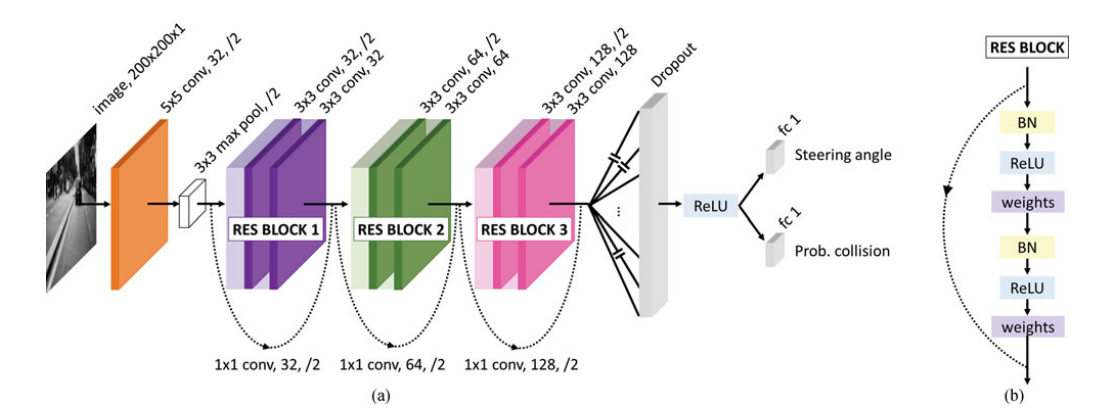 image, 200x200x1
5x5 conv, 32, /2
3x3 max pool, /2
3x3 conv, 32, /2
3x3 conv, 32
3x3 conv, 64, /2
3x3 conv, 64
3x3 conv, 128, /2
3x3 conv, 128
Dropout
RES BLOCK 1
RES BLOCK 2
RES BLOCK 3
...
ReLU
fc 1
Steering angle
fc 1
Prob. collision
1x1 conv, 32, /2
1x1 conv, 64, /2
1x1 conv, 128, /2
(a)
RES BLOCK
BN
ReLU
weights
BN
ReLU
weights
(b)